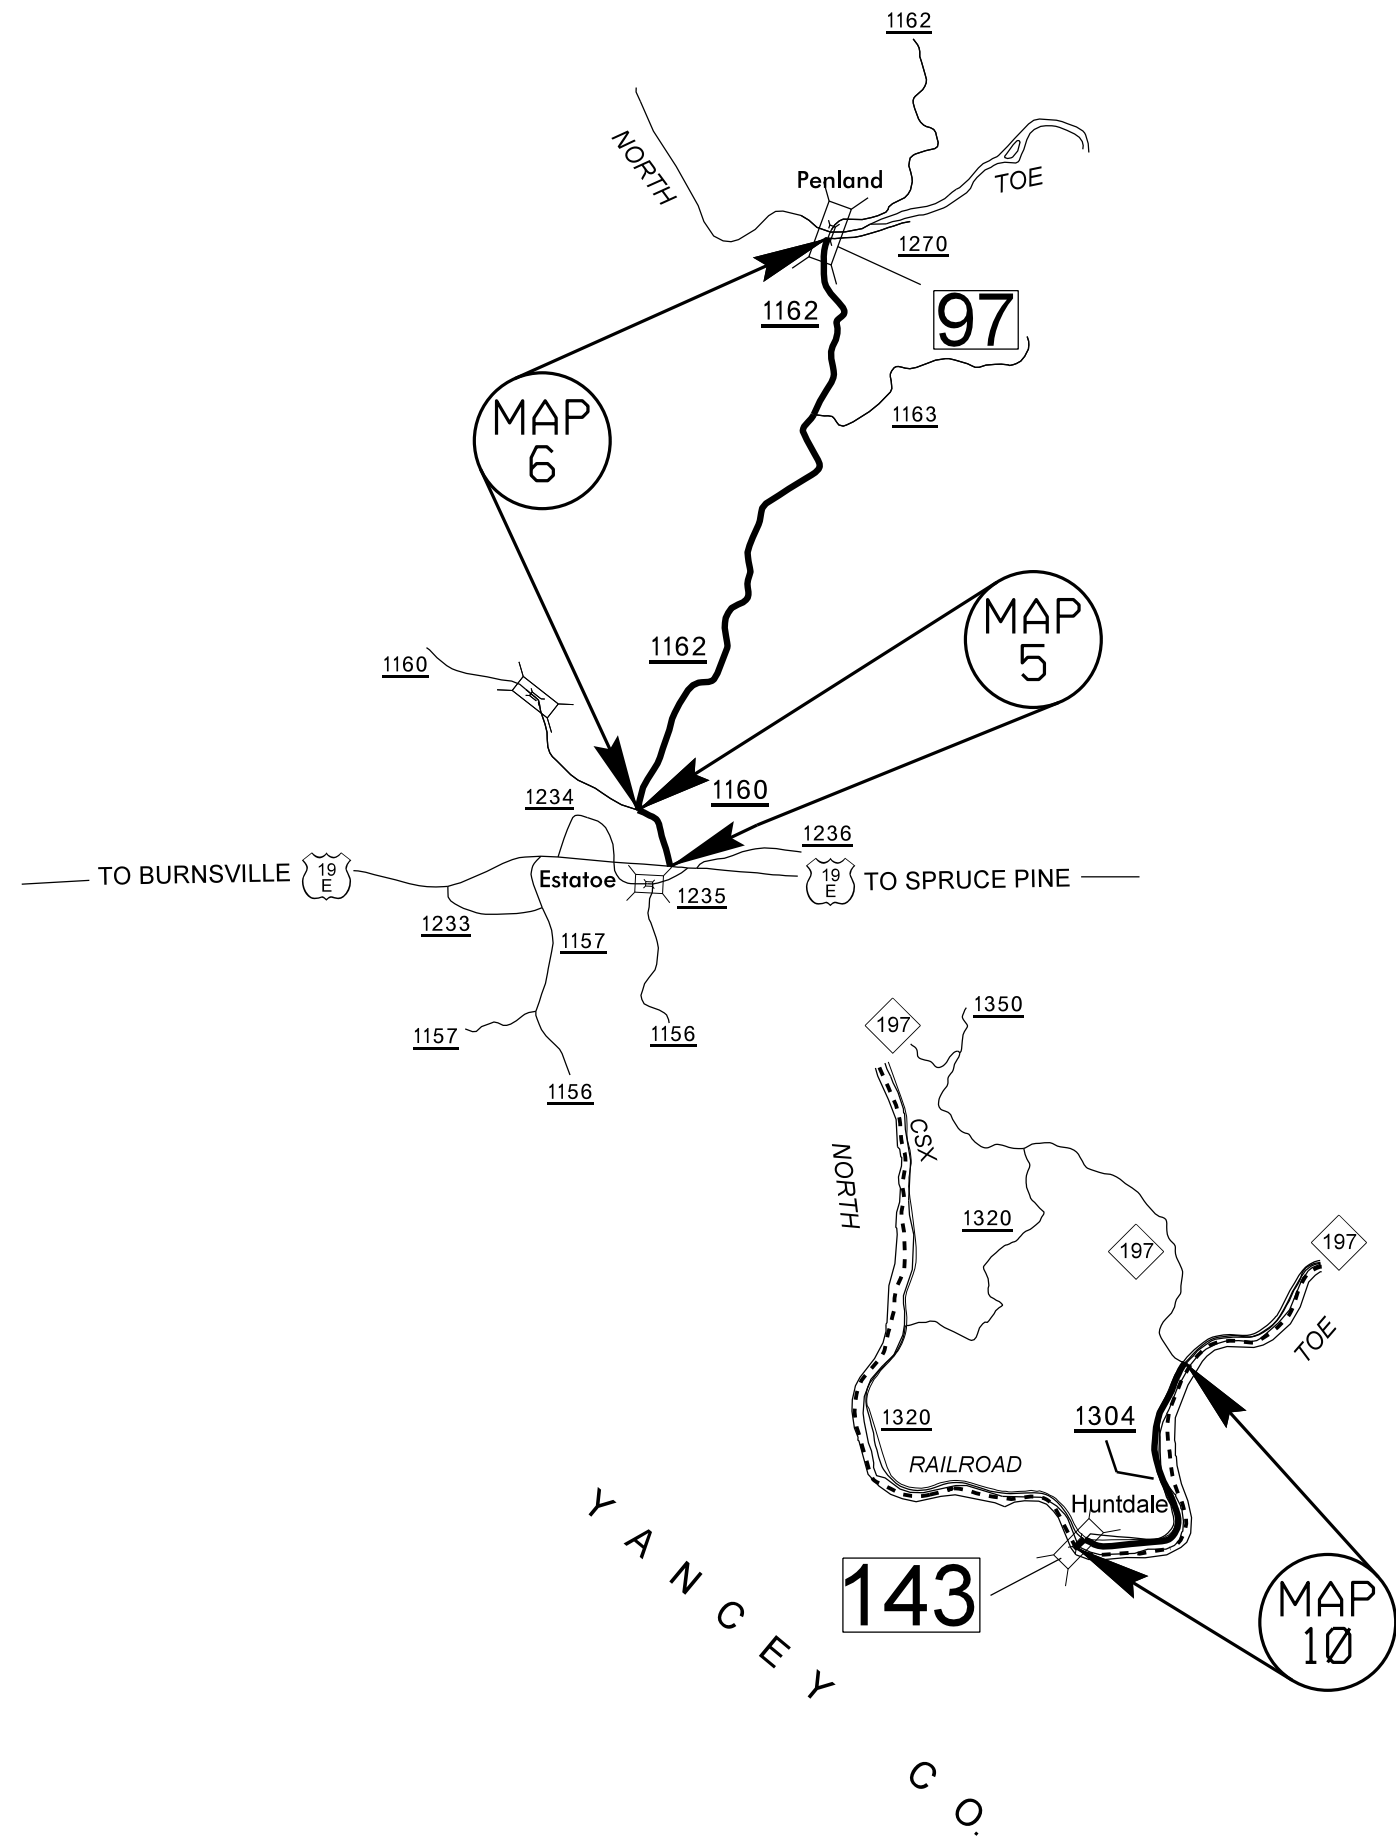 1162
NORTH
TOE
Penland
1270
1162
97
1163
MAP
6
MAP
5
1162
1160
1160
1234
1236
TO BURNSVILLE
19
E
Estatoe
19
E
TO SPRUCE PINE
1235
1233
1157
1157
1156
1156
1350
197
CSX
NORTH
1320
197
197
TOE
1320
1304
RAILROAD
Huntdale
143
MAP
10
YANCEY CO.